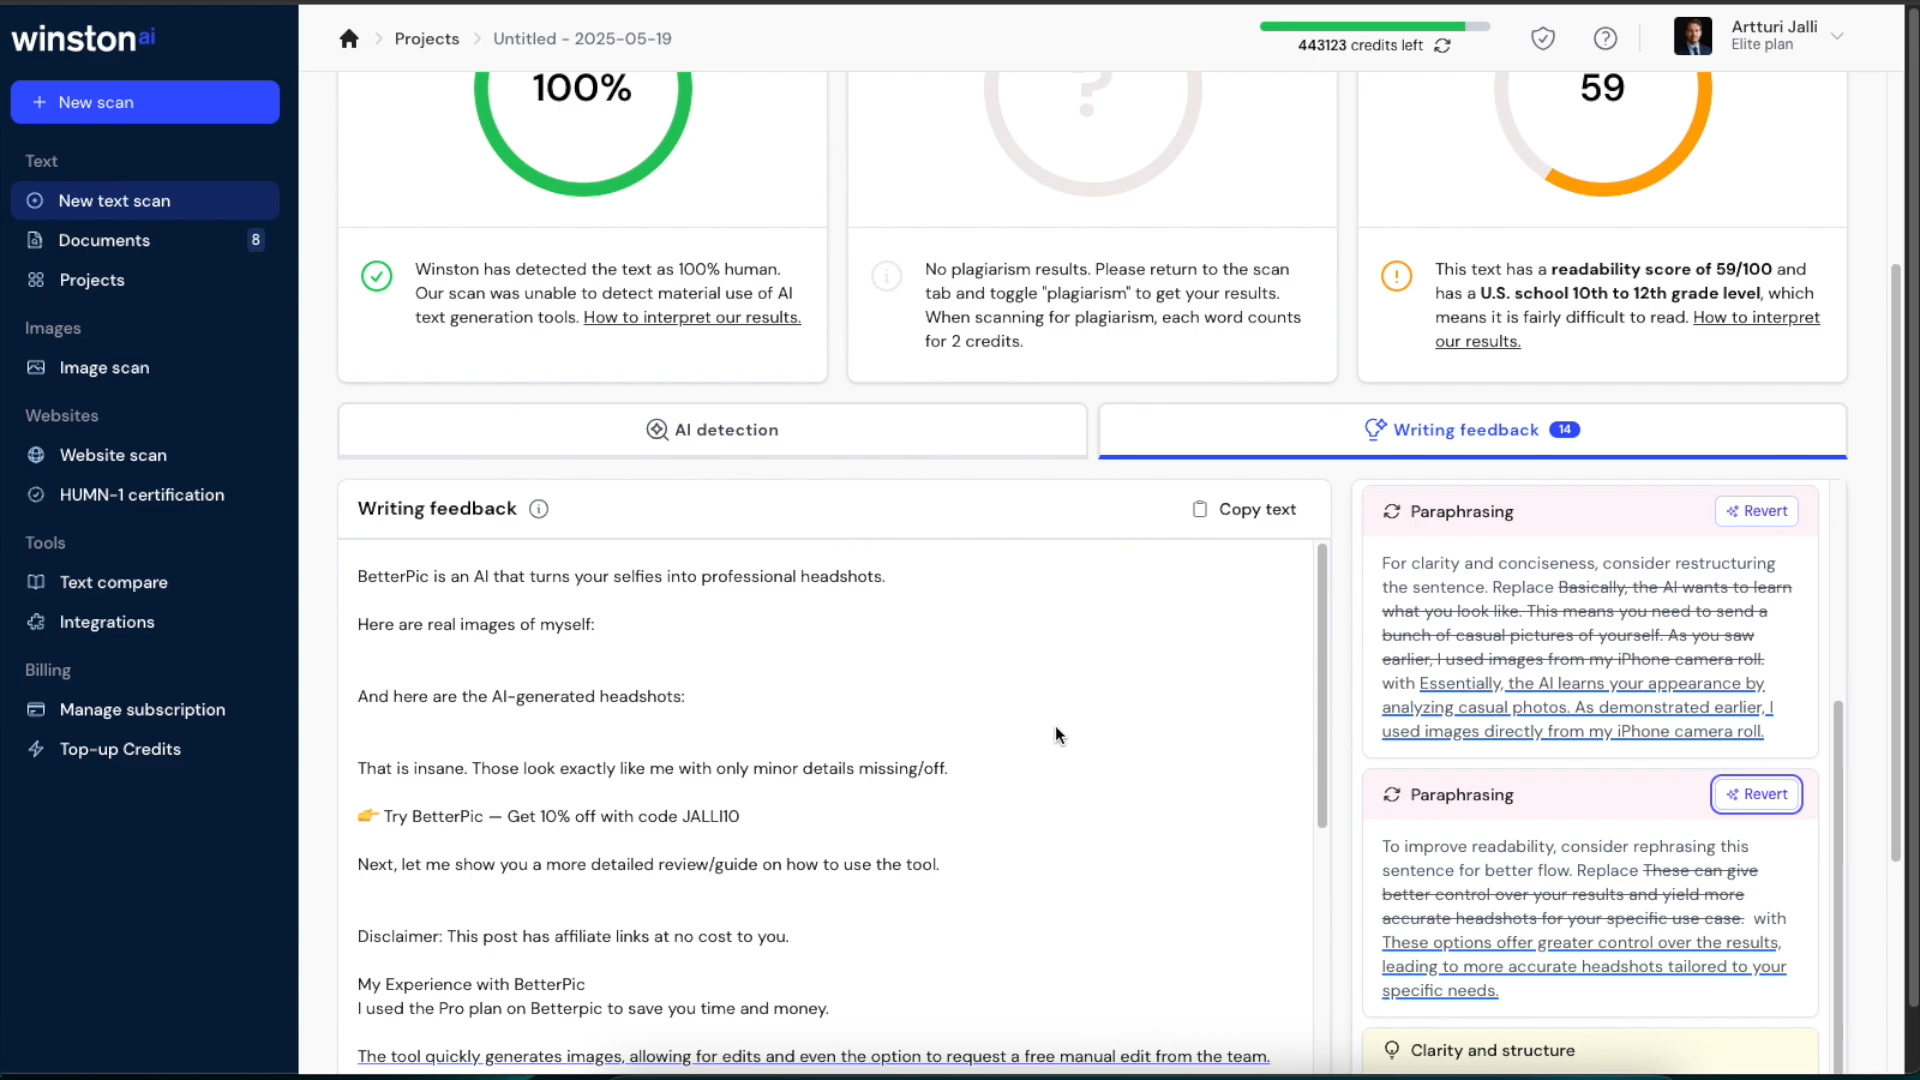 winston ai
New scan
Text
New text scan
Documents 8
Projects
Images
Image scan
Websites
Website scan
HUMN-1 certification
Tools
Text compare
Integrations
Billing
Manage subscription
Top-up Credits
Projects
Untitled - 2025-05-19
443123 credits left
Artturi Jalli
Elite plan
100%
?
59
Winston has detected the text as 100% human.
Our scan was unable to detect material use of AI
text generation tools. How to interpret our results.
No plagiarism results. Please return to the scan
tab and toggle "plagiarism" to get your results.
When scanning for plagiarism, each word counts
for 2 credits.
This text has a readability score of 59/100 and
has a U.S. school 10th to 12th grade level, which
means it is fairly difficult to read. How to interpret
our results.
AI detection
Writing feedback 14
Writing feedback
Copy text
BetterPic is an AI that turns your selfies into professional headshots.
Here are real images of myself:
And here are the AI-generated headshots:
That is insane. Those look exactly like me with only minor details missing/off.
👉 Try BetterPic — Get 10% off with code JALLI10
Next, let me show you a more detailed review/guide on how to use the tool.
Disclaimer: This post has affiliate links at no cost to you.
My Experience with BetterPic
I used the Pro plan on Betterpic to save you time and money.
The tool quickly generates images, allowing for edits and even the option to request a free manual edit from the team.
Paraphrasing
Revert
For clarity and conciseness, consider restructuring
the sentence. Replace Basically, the AI wants to learn
what you look like. This means you need to send a
bunch of casual pictures of yourself. As you saw
earlier, I used images from my iPhone camera roll.
with Essentially, the AI learns your appearance by
analyzing casual photos. As demonstrated earlier, I
used images directly from my iPhone camera roll.
Paraphrasing
Revert
To improve readability, consider rephrasing this
sentence for better flow. Replace These can give
better control over your results and yield more
accurate headshots for your specific use case. with
These options offer greater control over the results,
leading to more accurate headshots tailored to your
specific needs.
Clarity and structure